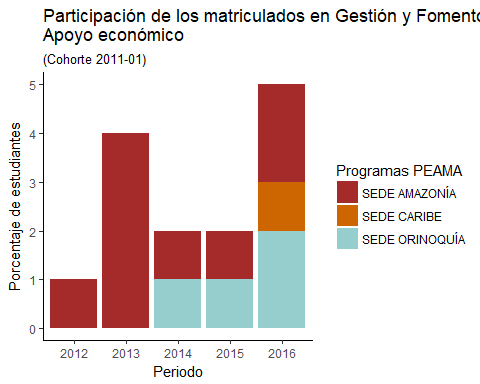 Participación de los matriculados en Gestión y Fomento
Apoyo económico
(Cohorte 2011-01)
Porcentaje de estudiantes
5
4
3
2
1
0
2012 2013 2014 2015 2016
Periodo
Programas PEAMA
SEDE AMAZONÍA
SEDE CARIBE
SEDE ORINOQUÍA